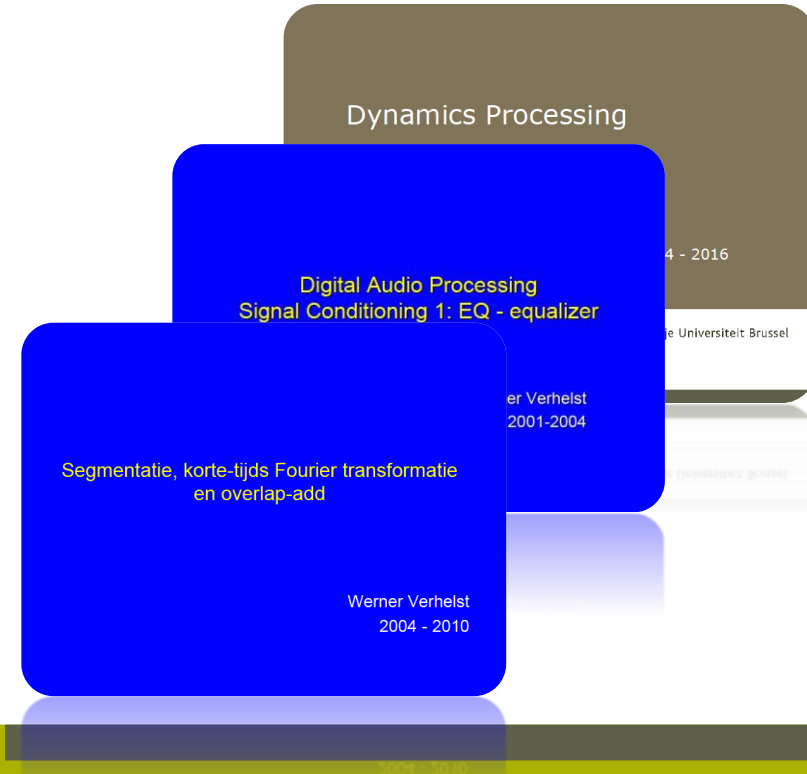 Dynamics Processing
4 - 2016
je Universiteit Brussel
Digital Audio Processing
Signal Conditioning 1: EQ - equalizer
er Verhelst
2001-2004
Segmentatie, korte-tijds Fourier transformatie
en overlap-add
Werner Verhelst
2004 - 2010